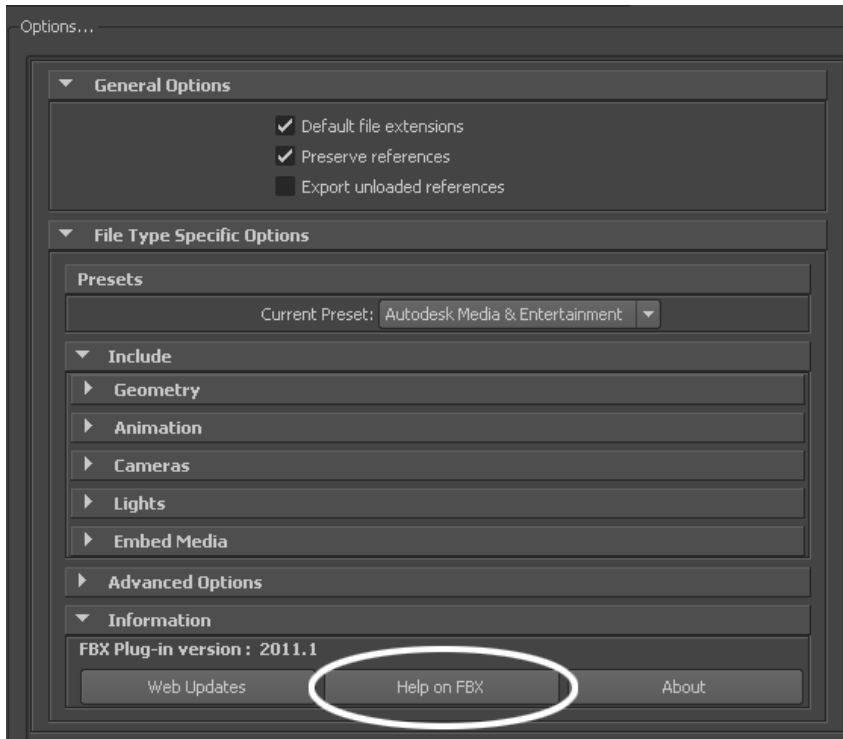 Options...
General Options
Default file extensions
Preserve references
Export unloaded references
File Type Specific Options
Presets
Current Preset: Autodesk Media & Entertainment
Include
Geometry
Animation
Cameras
Lights
Embed Media
Advanced Options
Information
FBX Plug-in version : 2011.1
Web Updates Help on FBX About